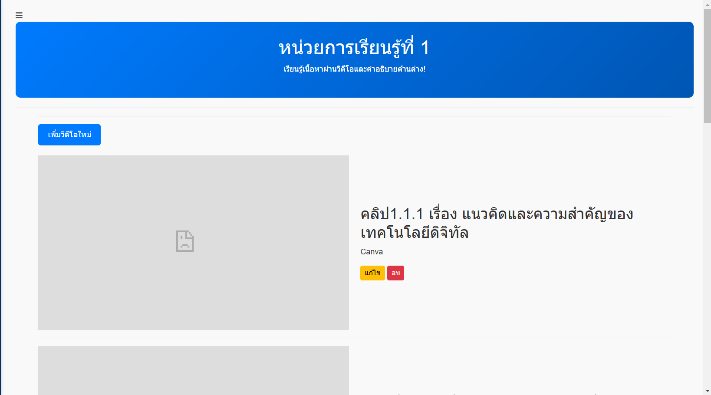 หน่วยการเรียนรู้ที่ 1
เรียนรู้เนื้อหาผ่านวิดีโอและคำอธิบายด้านล่าง!
เพิ่มวิดีโอใหม่
คลิป1.1.1 เรื่อง แนวคิดและความสำคัญของ
เทคโนโลยีดิจิทัล
Canva
แก้ไข ลบ